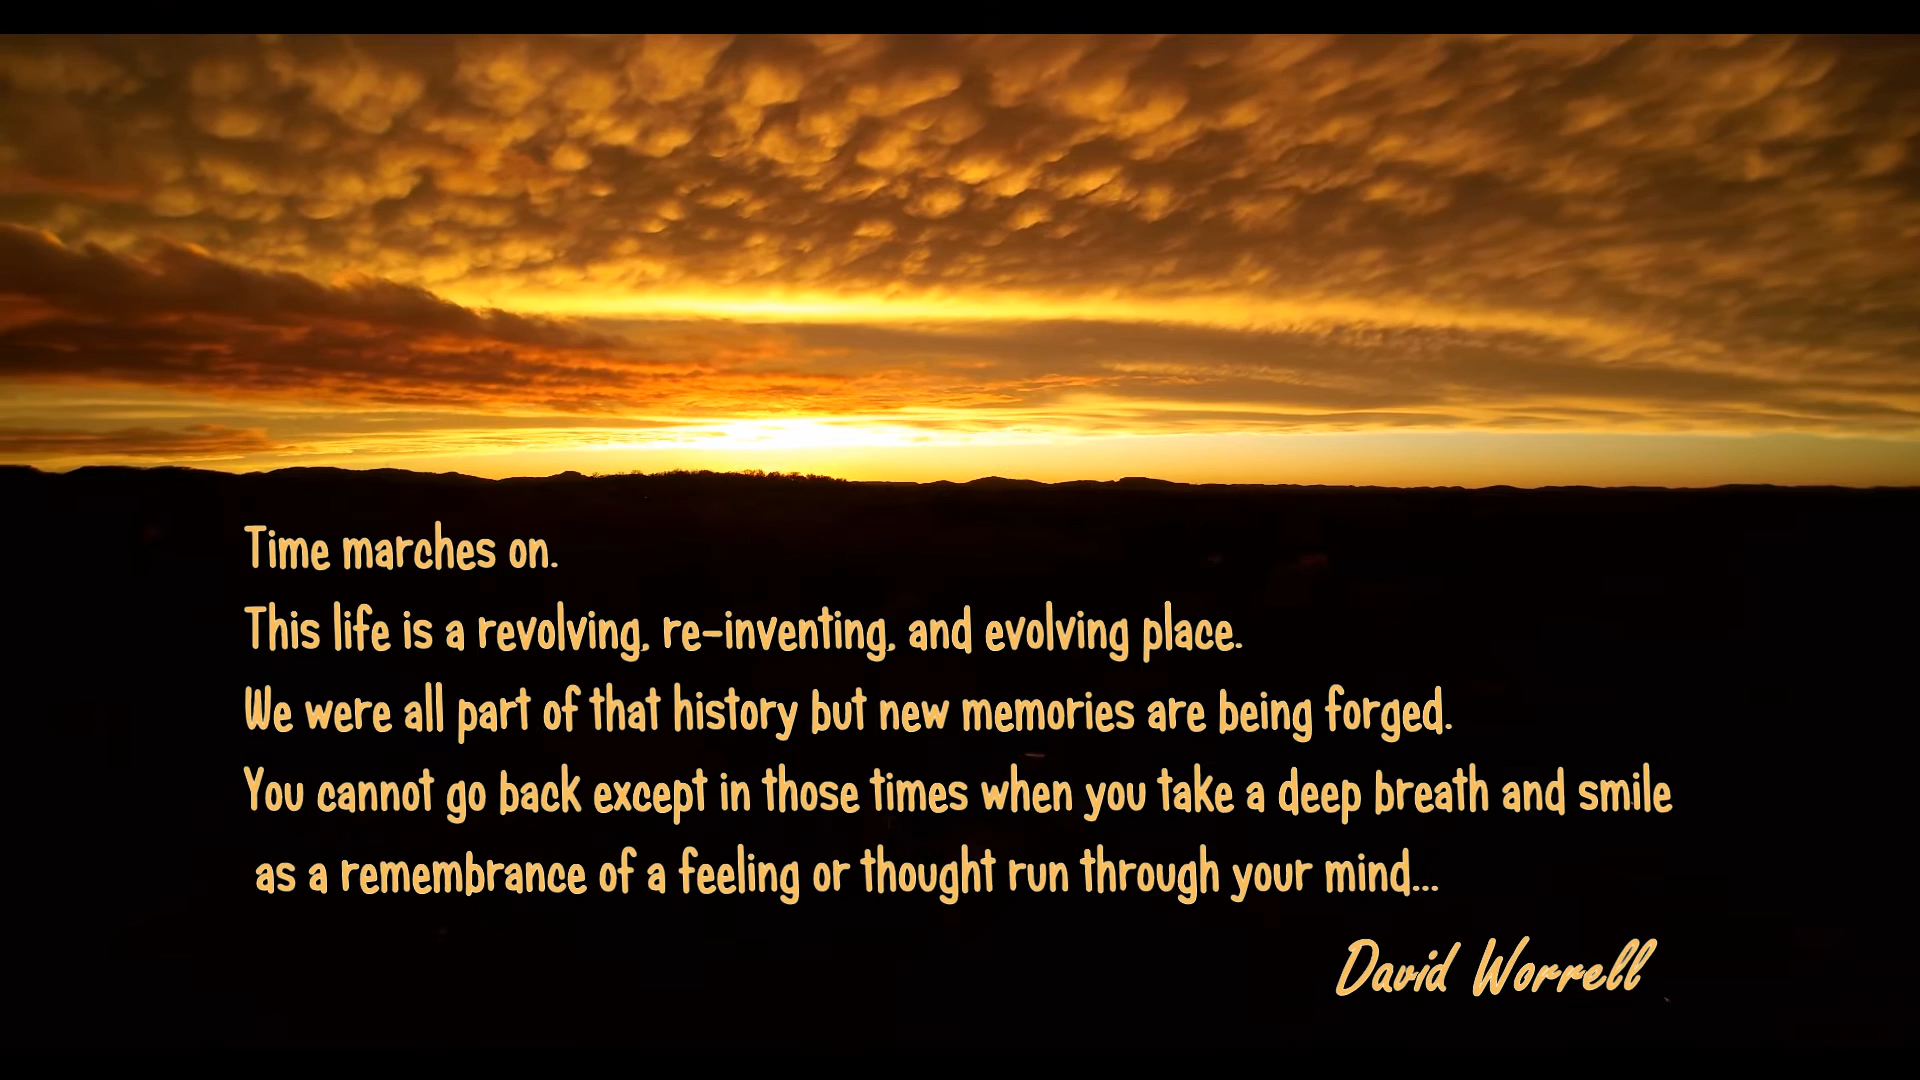 Time marches on.
This life is a revolving, re-inventing, and evolving place.
We were all part of that history but new memories are being forged.
You cannot go back except in those times when you take a deep breath and smile
as a remembrance of a feeling or thought run through your mind...
David Worrell